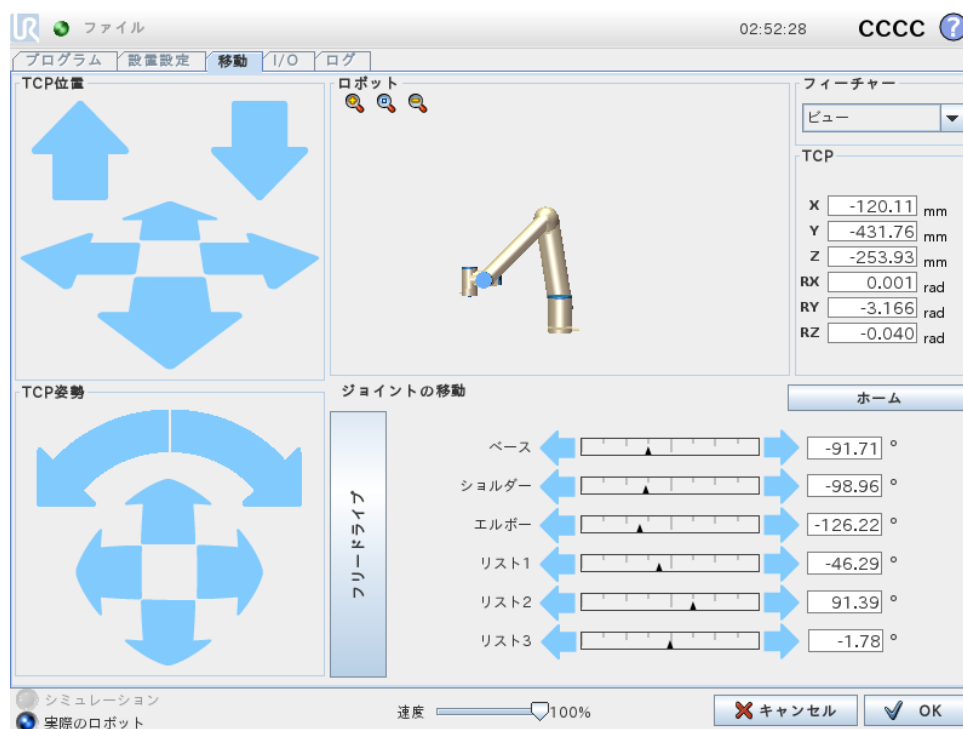 UR ファイル 02:52:28 CCCC ?
プログラム 設置設定 移動 I/O ログ
TCP位置
ロボット
フィーチャー
ビュー
TCP
X -120.11 mm
Y -431.76 mm
Z -253.93 mm
RX 0.001 rad
RY -3.166 rad
RZ -0.040 rad
TCP姿勢
ジョイントの移動
ホーム
フリードライブ
ベース -91.71 °
ショルダー -98.96 °
エルボー -126.22 °
リスト1 -46.29 °
リスト2 91.39 °
リスト3 -1.78 °
シミュレーション
実際のロボット
速度 100%
キャンセル
OK